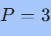 P = 3